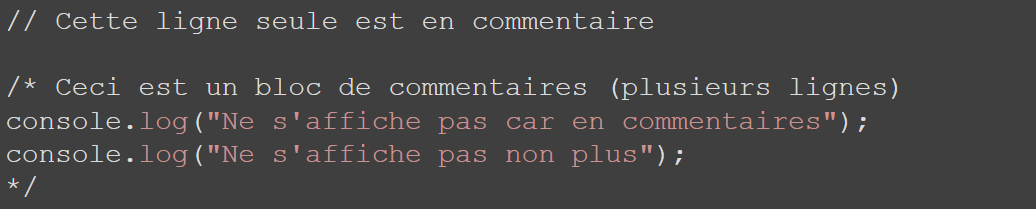 // Cette ligne seule est en commentaire
/* Ceci est un bloc de commentaires (plusieurs lignes)
console.log("Ne s'affiche pas car en commentaires");
console.log("Ne s'affiche pas non plus");
*/